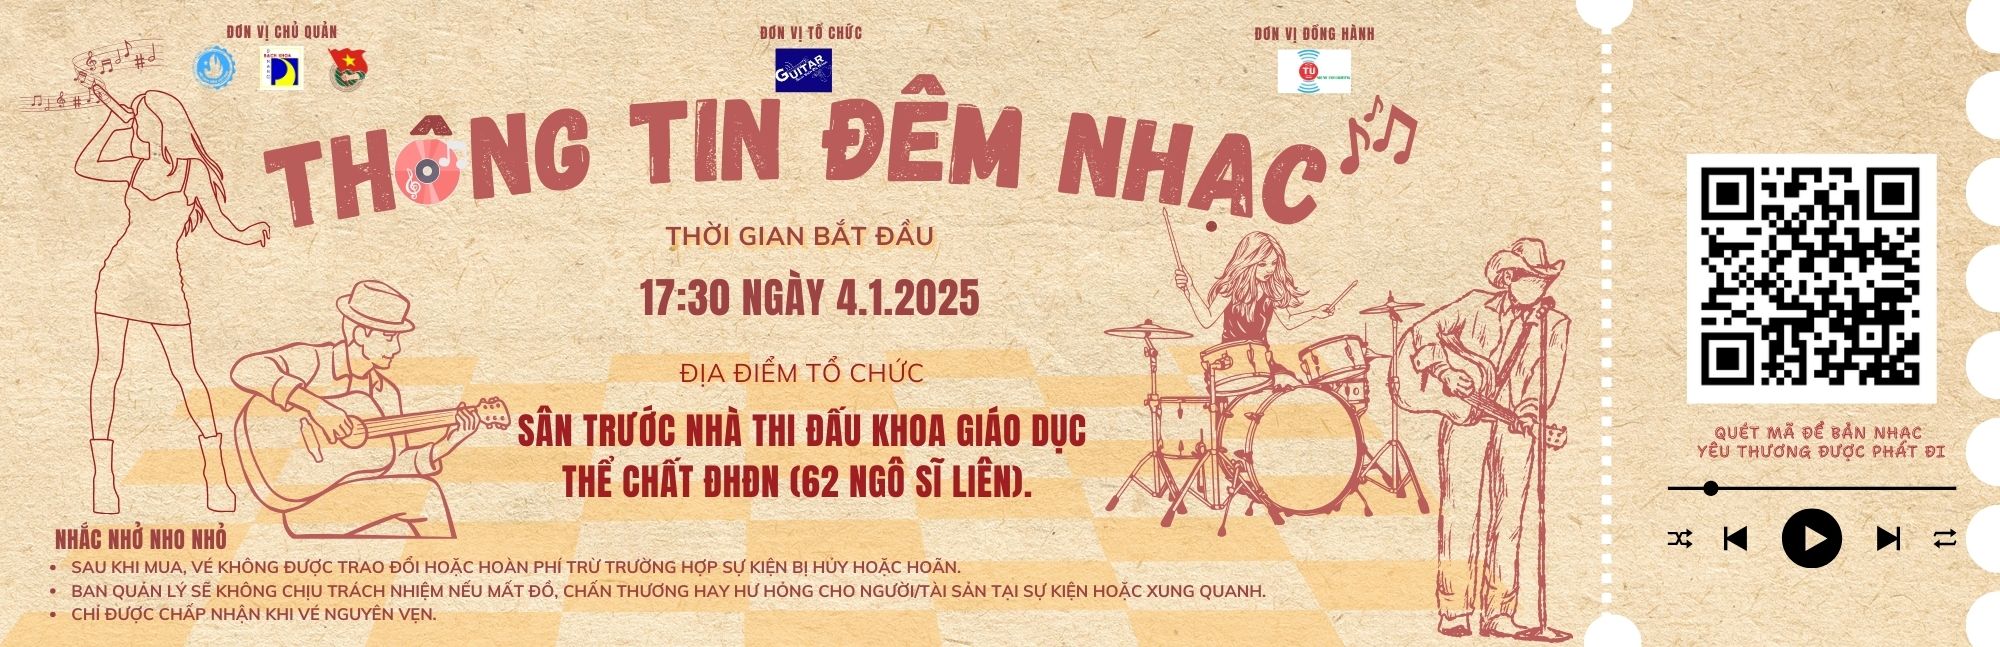 ĐƠN VỊ CHỦ QUẢN
ĐƠN VỊ TỔ CHỨC
ĐƠN VỊ ĐỒNG HÀNH
BÁCH KHOA
GUITAR
TU
THÔNG TIN ĐÊM NHẠC
THỜI GIAN BẮT ĐẦU
17:30 NGÀY 4.1.2025
ĐỊA ĐIỂM TỔ CHỨC
SÂN TRƯỚC NHÀ THI ĐẤU KHOA GIÁO DỤC
THỂ CHẤT ĐHĐN (62 NGÔ SĨ LIÊN).
NHẮC NHỞ NHO NHỎ
• SAU KHI MUA, VÉ KHÔNG ĐƯỢC TRAO ĐỔI HOẶC HOÀN PHÍ TRỪ TRƯỜNG HỢP SỰ KIỆN BỊ HỦY HOẶC HOÃN.
• BAN QUẢN LÝ SẼ KHÔNG CHỊU TRÁCH NHIỆM NẾU MẤT ĐỒ, CHẤN THƯƠNG HAY HƯ HỎNG CHO NGƯỜI/TÀI SẢN TẠI SỰ KIỆN HOẶC XUNG QUANH.
• CHỈ ĐƯỢC CHẤP NHẬN KHI VÉ NGUYÊN VẸN.
QUÉT MÃ ĐỂ BẢN NHẠC
YÊU THƯƠNG ĐƯỢC PHÁT ĐI